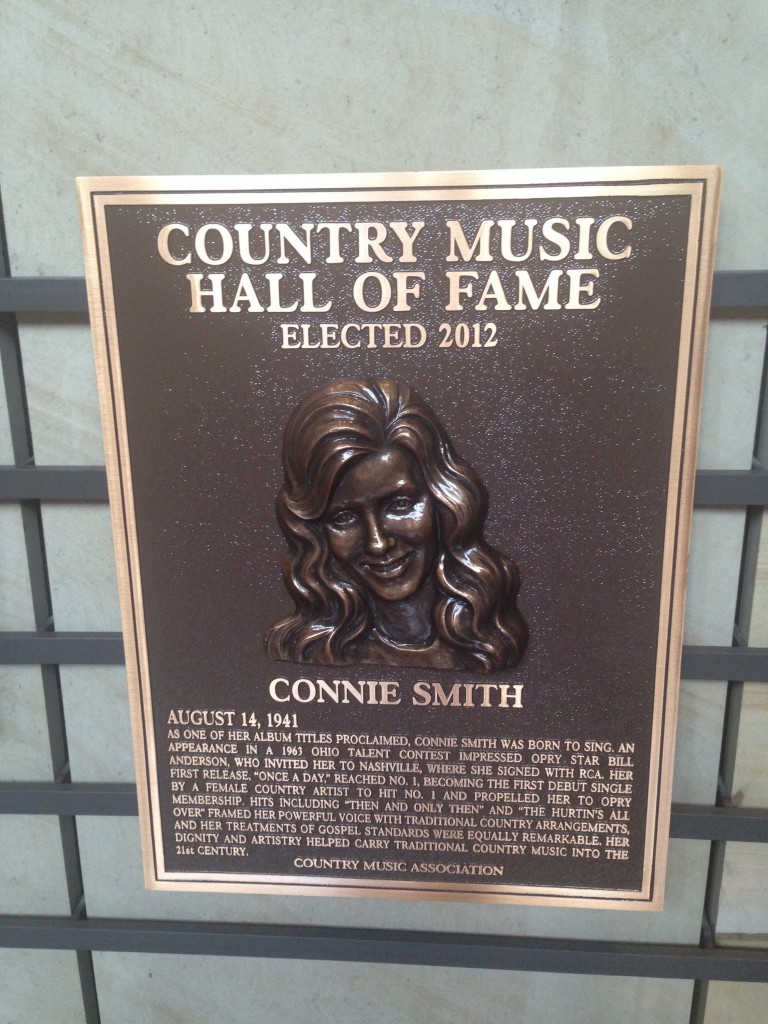 COUNTRY MUSIC
HALL OF FAME
ELECTED 2012
CONNIE SMITH
AUGUST 14, 1941
AS ONE OF HER ALBUM TITLES PROCLAIMED, CONNIE SMITH WAS BORN TO SING. AN
APPEARANCE IN A 1963 OHIO TALENT CONTEST IMPRESSED OPRY STAR BILL
ANDERSON, WHO INVITED HER TO NASHVILLE, WHERE SHE SIGNED WITH RCA. HER
FIRST RELEASE, “ONCE A DAY,” REACHED NO. 1, BECOMING THE FIRST DEBUT SINGLE
BY A FEMALE COUNTRY ARTIST TO HIT NO. 1 AND PROPELLED HER TO OPRY
MEMBERSHIP. HITS INCLUDING “THEN AND ONLY THEN” AND “THE HURTIN’S ALL
OVER” FRAMED HER POWERFUL VOICE WITH TRADITIONAL COUNTRY ARRANGEMENTS,
AND HER TREATMENTS OF GOSPEL STANDARDS WERE EQUALLY REMARKABLE. HER
DIGNITY AND ARTISTRY HELPED CARRY TRADITIONAL COUNTRY MUSIC INTO THE
21st CENTURY.
COUNTRY MUSIC ASSOCIATION